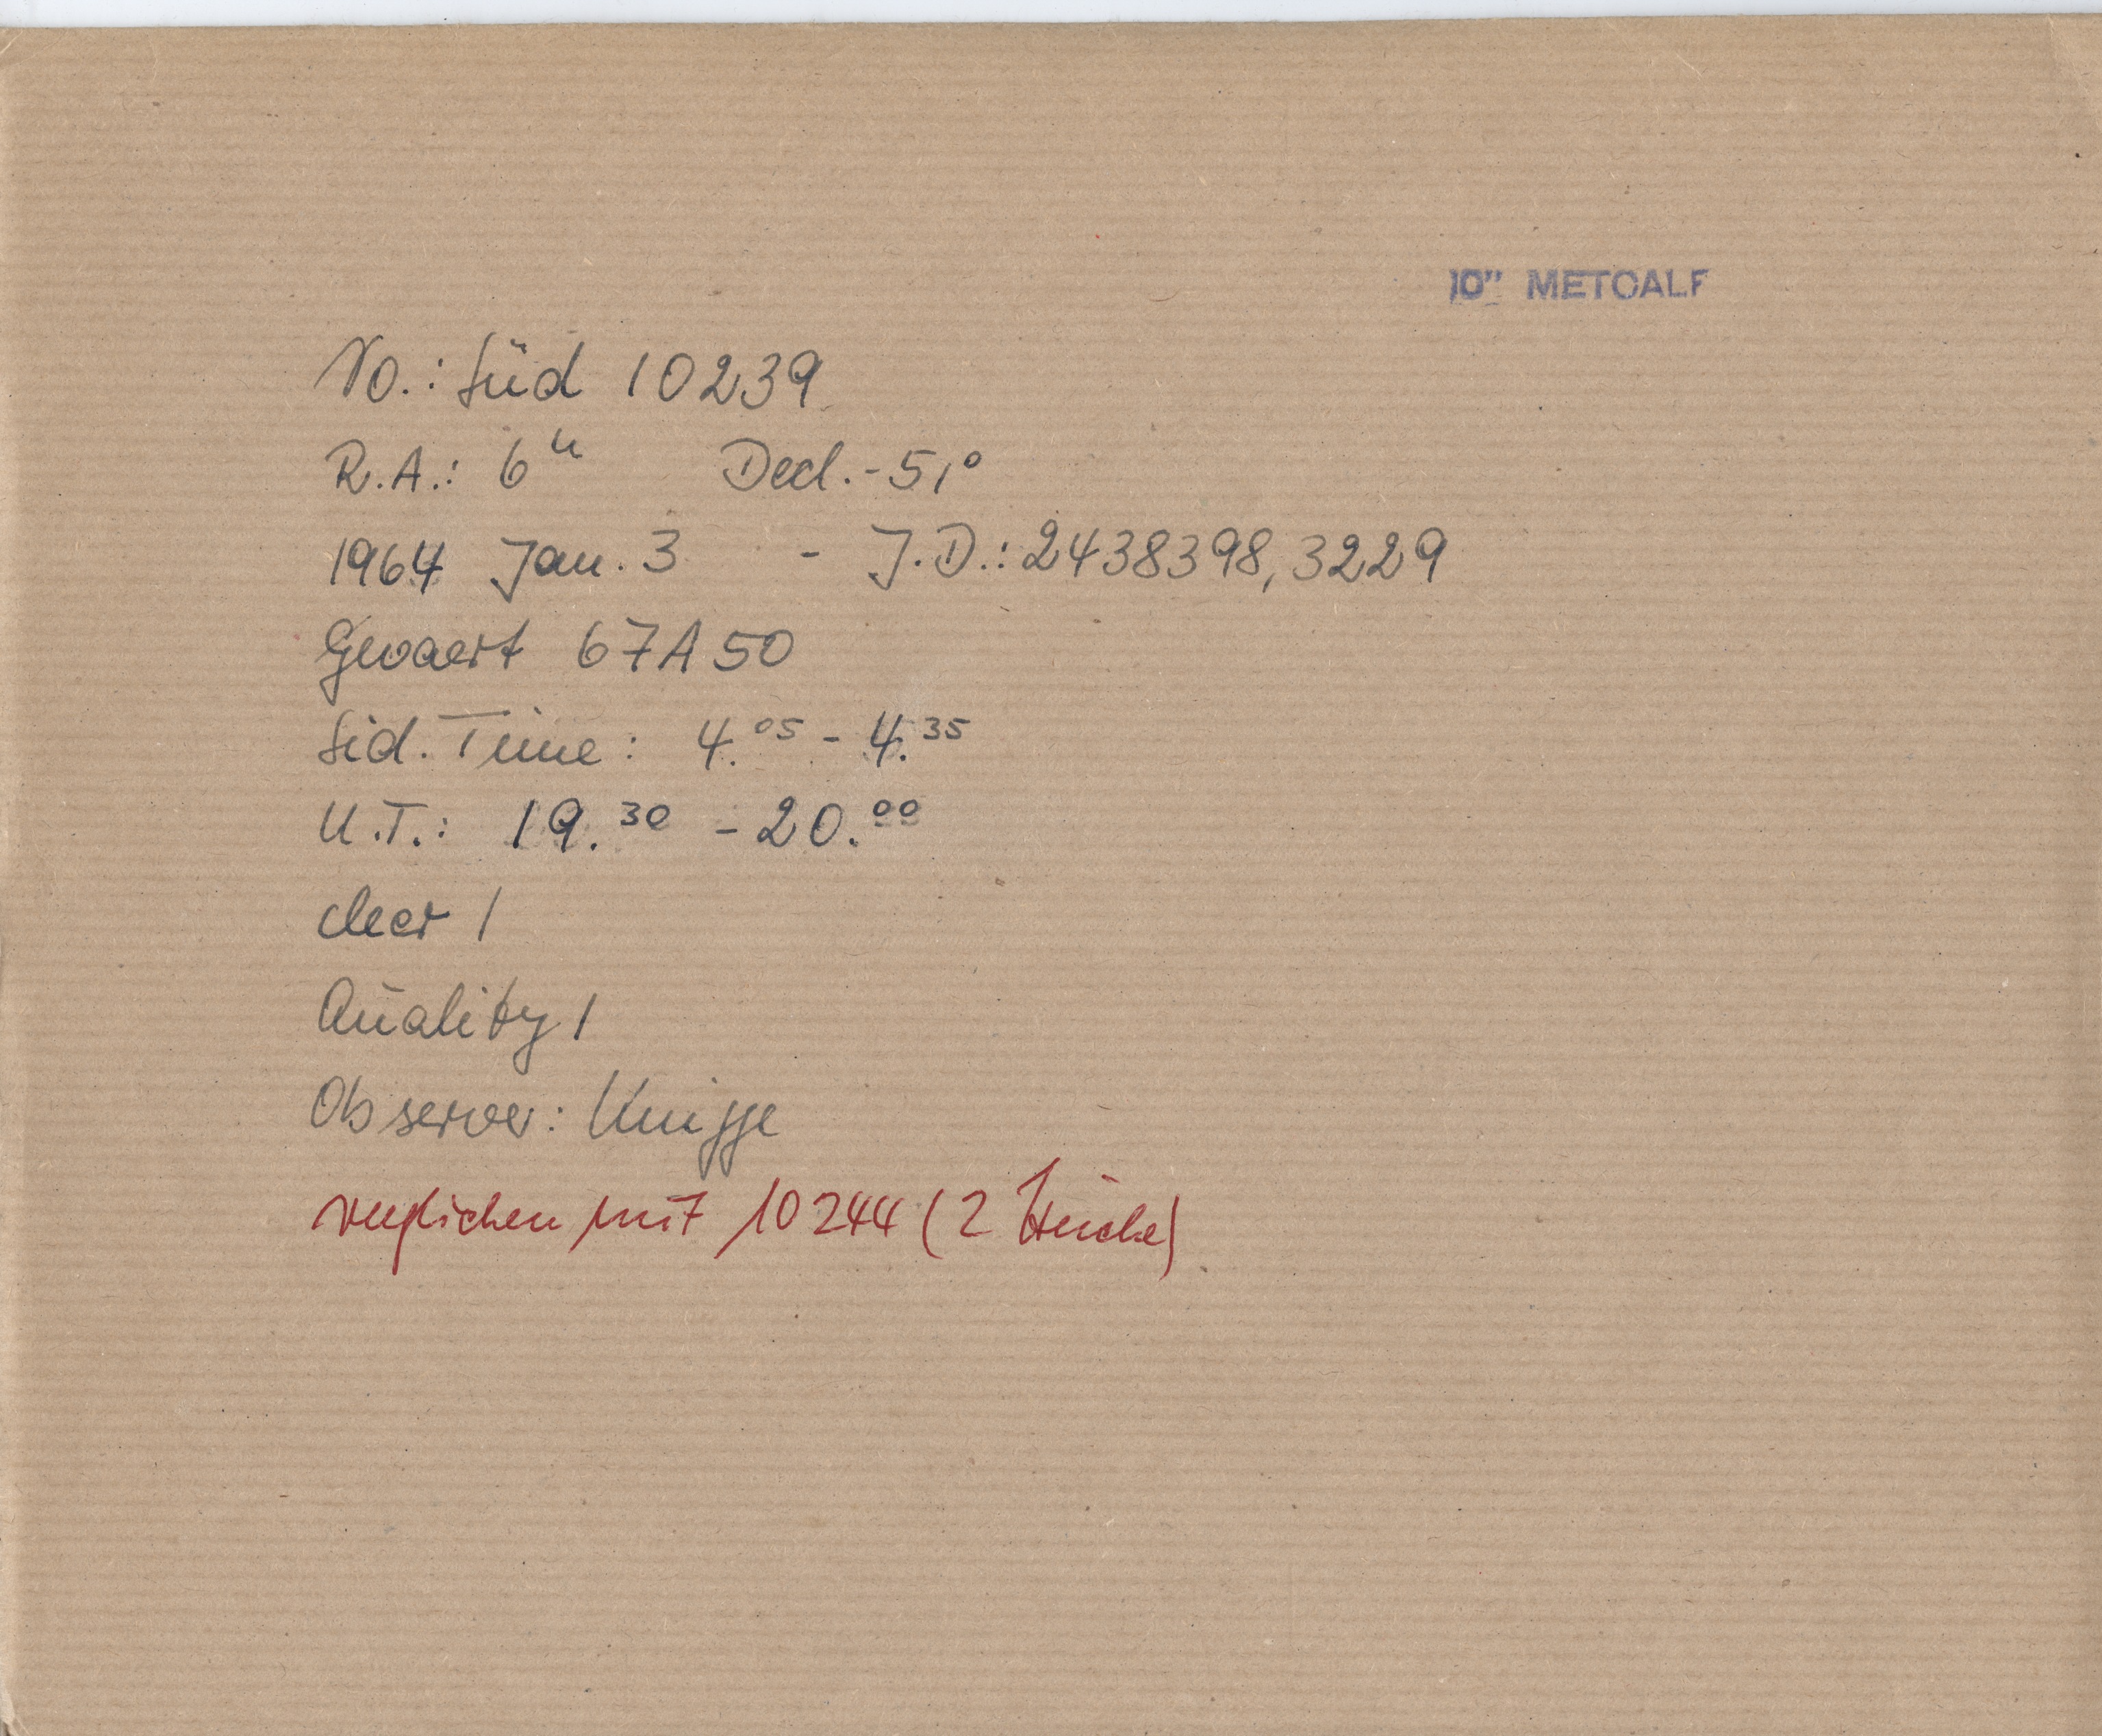 10" METCALF
No.: Süd 10239
R.A.: 6ʰ Decl. -51°
1964 Jan. 3 - J.D.: 2438398,3229
Gevaert 67A50
Sid. Time: 4.⁰⁵ - 4.³⁵
U.T.: 19.³⁰ - 20.⁰⁰
clear 1
Quality 1
Observer: Knigge
verglichen mit 10244 (2 Stücke)